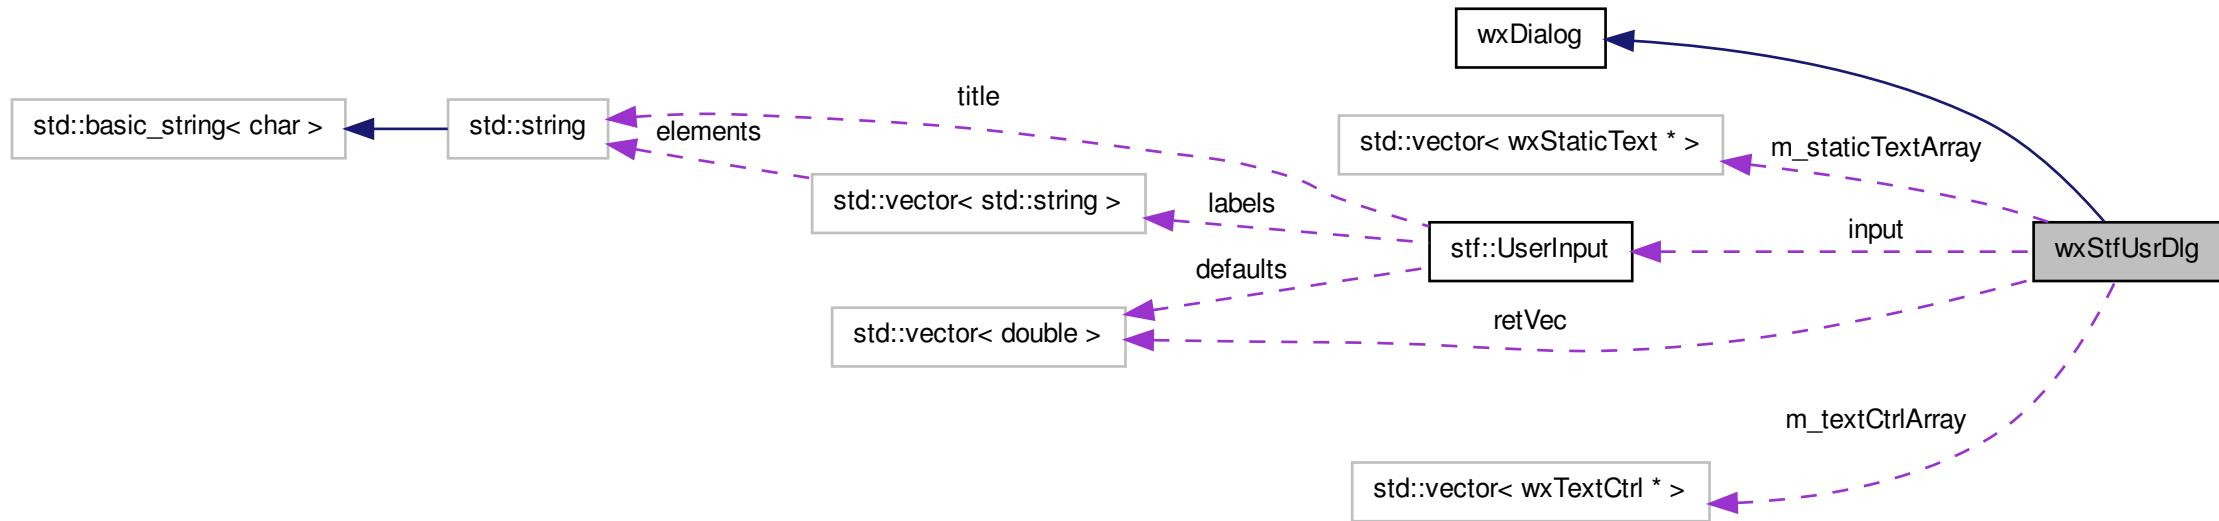 wxDialog
title
std::basic_string< char >
std::string
elements
std::vector< wxStaticText * >
m_staticTextArray
std::vector< std::string >
labels
stf::UserInput
input
wxStfUsrDlg
defaults
std::vector< double >
retVec
m_textCtrlArray
std::vector< wxTextCtrl * >